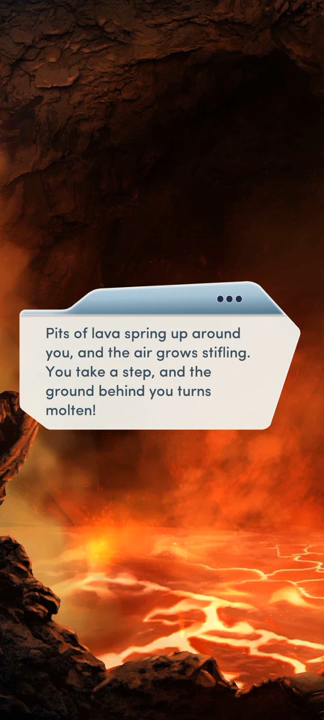 Pits of lava spring up around
you, and the air grows stifling.
You take a step, and the
ground behind you turns
molten!